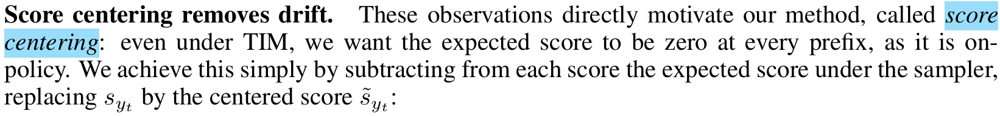 Score centering removes drift. These observations directly motivate our method, called score
centering: even under TIM, we want the expected score to be zero at every prefix, as it is on-
policy. We achieve this simply by subtracting from each score the expected score under the sampler,
replacing $s_{y_t}$ by the centered score $\tilde{s}_{y_t}$: